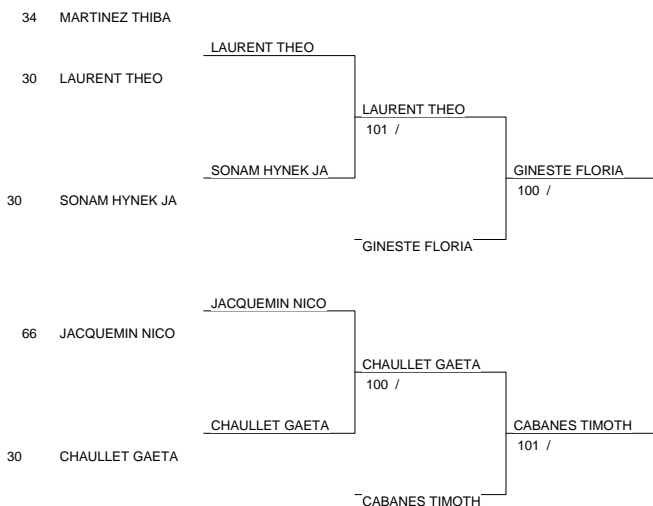 34 MARTINEZ THIBA
LAURENT THEO
30 LAURENT THEO
LAURENT THEO
101 /
SONAM HYNEK JA
GINESTE FLORIA
100 /
30 SONAM HYNEK JA
GINESTE FLORIA
JACQUEMIN NICO
66 JACQUEMIN NICO
CHAULLET GAETA
100 /
CHAULLET GAETA
CABANES TIMOTH
101 /
30 CHAULLET GAETA
CABANES TIMOTH